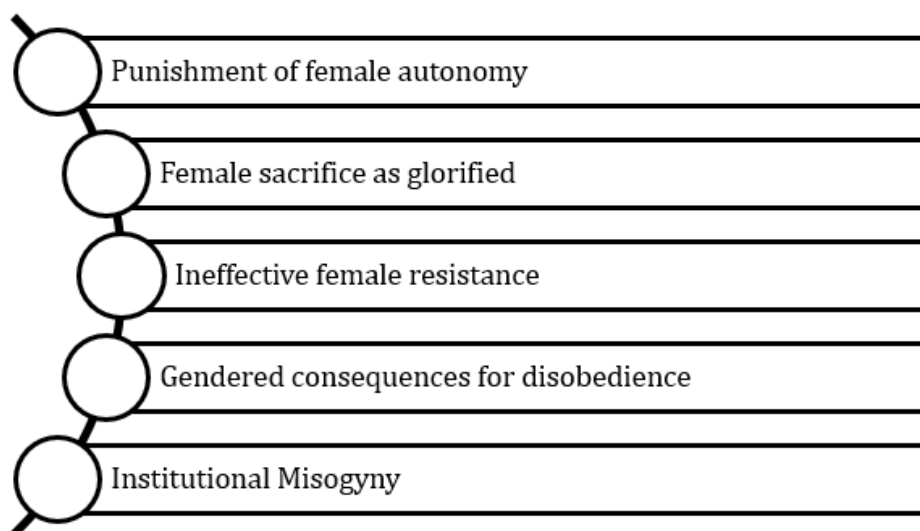 Punishment of female autonomy
Female sacrifice as glorified
Ineffective female resistance
Gendered consequences for disobedience
Institutional Misogyny